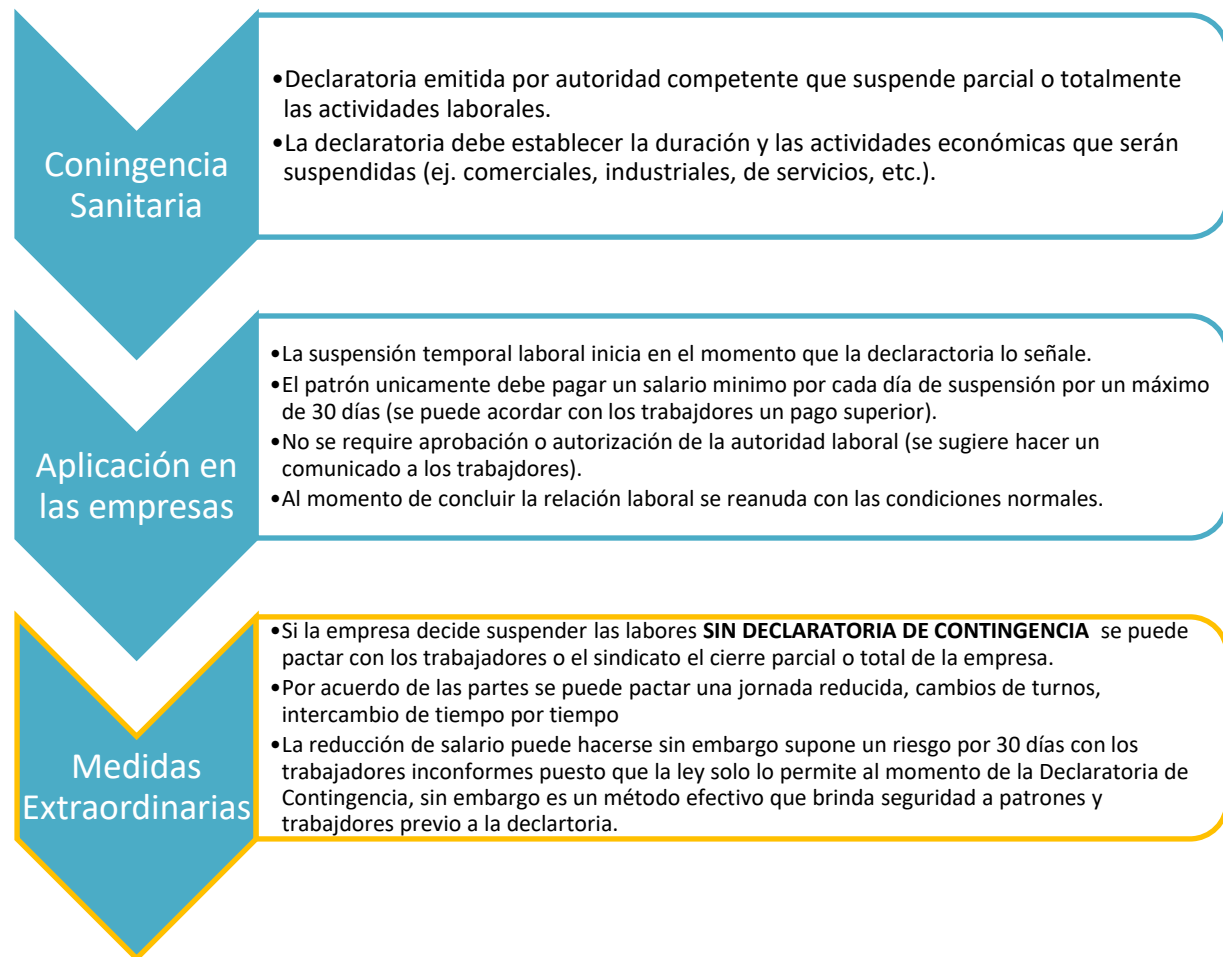 Coningencia
Sanitaria
•Declaratoria emitida por autoridad competente que suspende parcial o totalmente
las actividades laborales.
•La declaratoria debe establecer la duración y las actividades económicas que serán
suspendidas (ej. comerciales, industriales, de servicios, etc.).
Aplicación en
las empresas
•La suspensión temporal laboral inicia en el momento que la declaractoria lo señale.
•El patrón unicamente debe pagar un salario minimo por cada día de suspensión por un máximo
de 30 días (se puede acordar con los trabajdores un pago superior).
•No se require aprobación o autorización de la autoridad laboral (se sugiere hacer un
comunicado a los trabajdores).
•Al momento de concluir la relación laboral se reanuda con las condiciones normales.
Medidas
Extraordinarias
•Si la empresa decide suspender las labores SIN DECLARATORIA DE CONTINGENCIA se puede
pactar con los trabajadores o el sindicato el cierre parcial o total de la empresa.
•Por acuerdo de las partes se puede pactar una jornada reducida, cambios de turnos,
intercambio de tiempo por tiempo
•La reducción de salario puede hacerse sin embargo supone un riesgo por 30 días con los
trabajadores inconformes puesto que la ley solo lo permite al momento de la Declaratoria de
Contingencia, sin embargo es un método efectivo que brinda seguridad a patrones y
trabajdores previo a la declartoria.